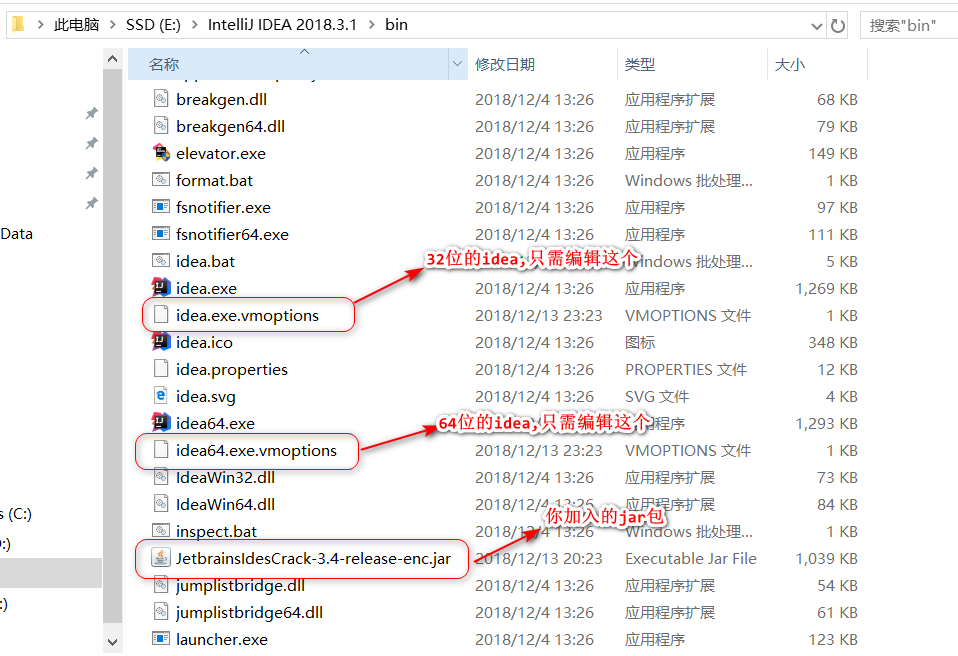 此电脑 SSD (E:) IntelliJ IDEA 2018.3.1 bin 搜索"bin"
名称 修改日期 类型 大小
breakgen.dll 2018/12/4 13:26 应用程序扩展 68 KB
breakgen64.dll 2018/12/4 13:26 应用程序扩展 79 KB
elevator.exe 2018/12/4 13:26 应用程序 149 KB
format.bat 2018/12/4 13:26 Windows 批处理... 1 KB
fsnotifier.exe 2018/12/4 13:26 应用程序 97 KB
Data fsnotifier64.exe 2018/12/4 13:26 应用程序 111 KB
32位的idea,只需编辑这个
idea.bat 2018/12/4 13:26 Windows 批处理... 5 KB
idea.exe 2018/12/4 13:26 应用程序 1,269 KB
idea.exe.vmoptions 2018/12/13 23:23 VMOPTIONS 文件 1 KB
idea.ico 2018/12/4 13:26 图标 348 KB
idea.properties 2018/12/4 13:26 PROPERTIES 文件 12 KB
idea.svg 2018/12/4 13:26 SVG 文件 4 KB
64位的idea,只需编辑这个
idea64.exe 2018/12/4 13:26 程序 1,293 KB
idea64.exe.vmoptions 2018/12/13 23:23 VMOPTIONS 文件 1 KB
IdeaWin32.dll 2018/12/4 13:26 应用程序扩展 73 KB
IdeaWin64.dll 2018/12/4 13:26 应用程序扩展 84 KB
s (C:)
你加入的jar包
inspect.bat 2018/12/4 13:26 Windows 批处理... 1 KB
:)
JetbrainsIdesCrack-3.4-release-enc.jar 2018/12/13 20:23 Executable Jar File 1,039 KB
jumplistbridge.dll 2018/12/4 13:26 应用程序扩展 54 KB
:)
jumplistbridge64.dll 2018/12/4 13:26 应用程序扩展 61 KB
launcher.exe 2018/12/4 13:26 应用程序 123 KB